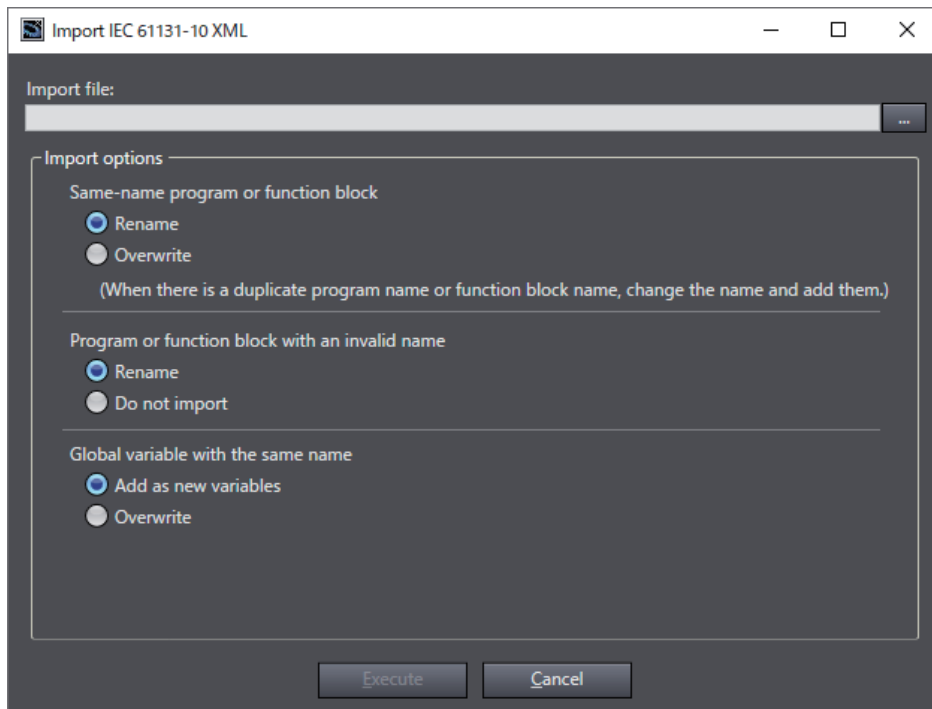 Import IEC 61131-10 XML
Import file:
...
Import options
Same-name program or function block
Rename
Overwrite
(When there is a duplicate program name or function block name, change the name and add them.)
Program or function block with an invalid name
Rename
Do not import
Global variable with the same name
Add as new variables
Overwrite
Execute
Cancel